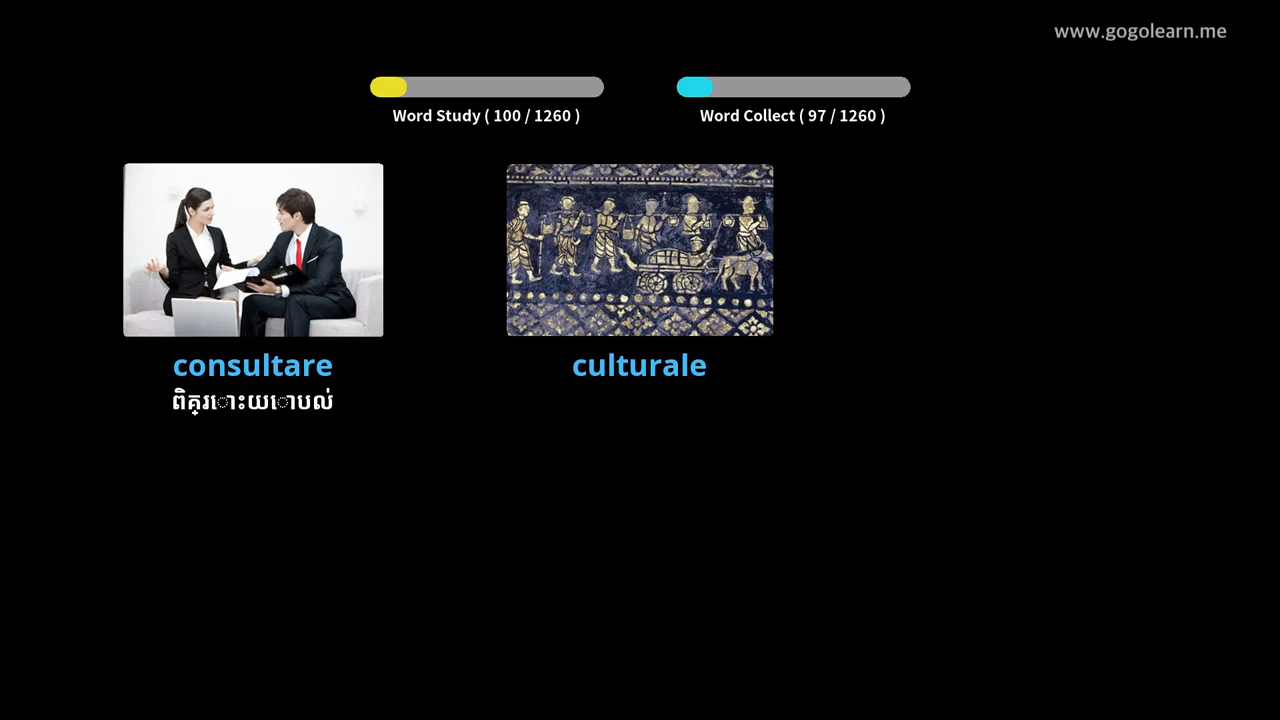 www.gogolearn.me
Word Study ( 100 / 1260 )
Word Collect ( 97 / 1260 )
consultare
ពិគ្រោះយោបល់
culturale